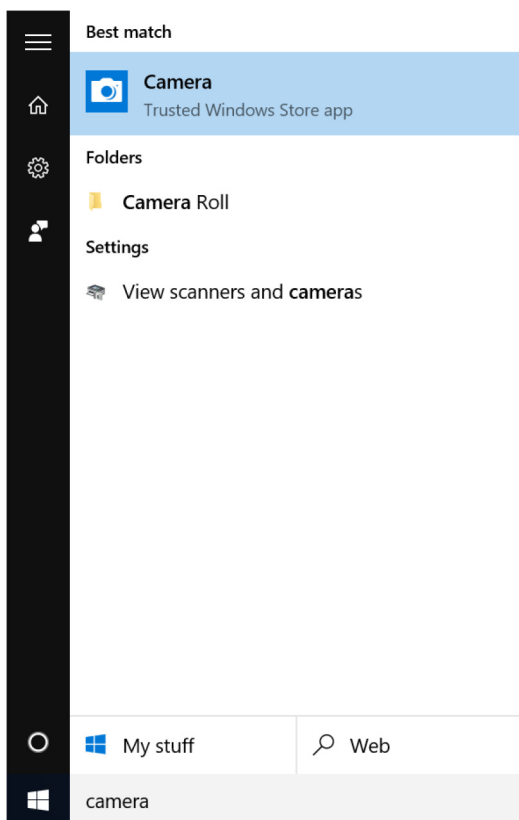 Best match
Camera
Trusted Windows Store app
Folders
Camera Roll
Settings
View scanners and cameras
My stuff
Web
camera